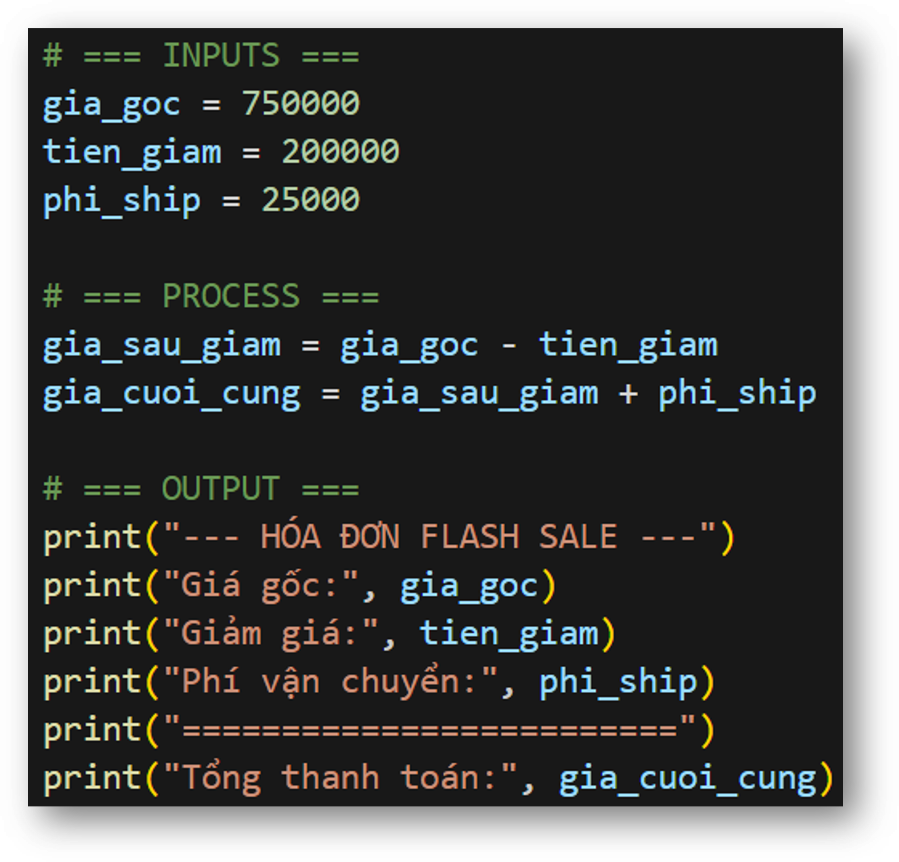 # === INPUTS ===
gia_goc = 750000
tien_giam = 200000
phi_ship = 25000
# === PROCESS ===
gia_sau_giam = gia_goc - tien_giam
gia_cuoi_cung = gia_sau_giam + phi_ship
# === OUTPUT ===
print("--- HÓA ĐƠN FLASH SALE ---")
print("Giá gốc:", gia_goc)
print("Giảm giá:", tien_giam)
print("Phí vận chuyển:", phi_ship)
print("=========================")
print("Tổng thanh toán:", gia_cuoi_cung)